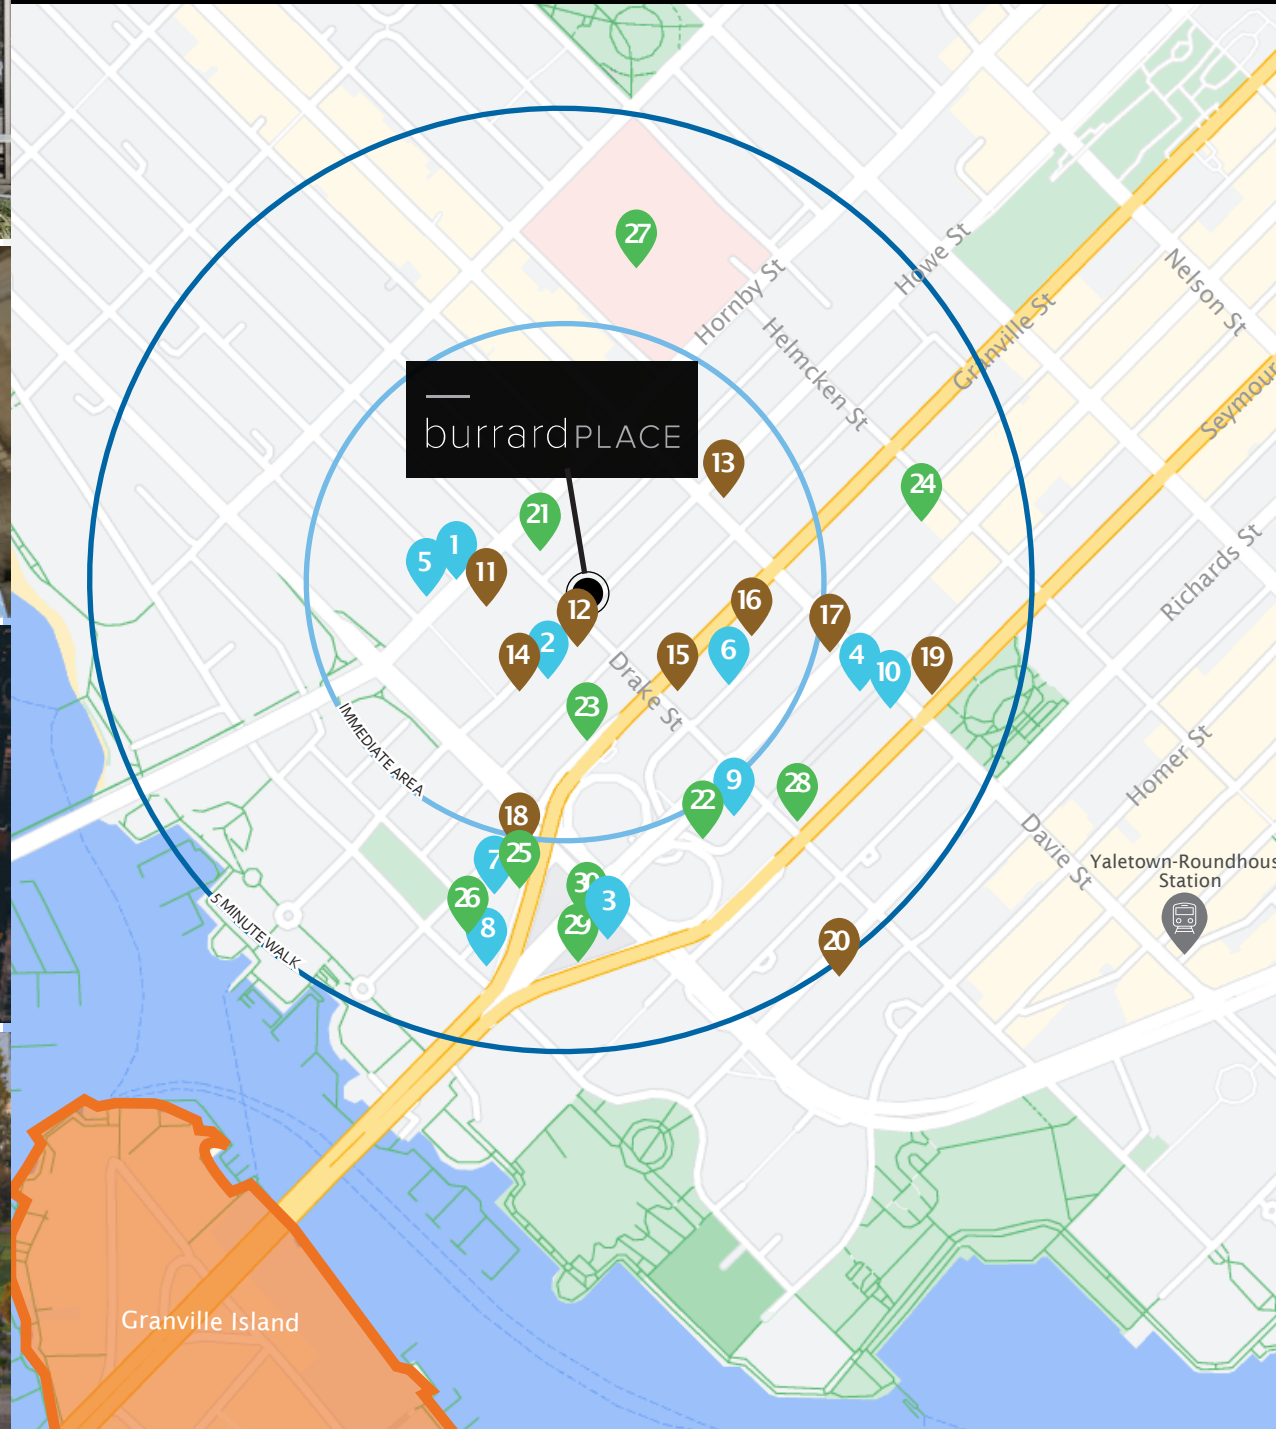 27
Howe St
Nelson St
Hornby St
Granville St
Helmcken St
Seymour
burrardPLACE
13
24
21
1
5
11
Richards St
12
16
17
14
2
15
6
4
10
19
Drake St
23
IMMEDIATE AREA
Homer St
9
22
28
18
7
25
Davie St
Yaletown-Roundhous
Station
30
26
3
8
29
5 MINUTE WALK
20
Granville Island